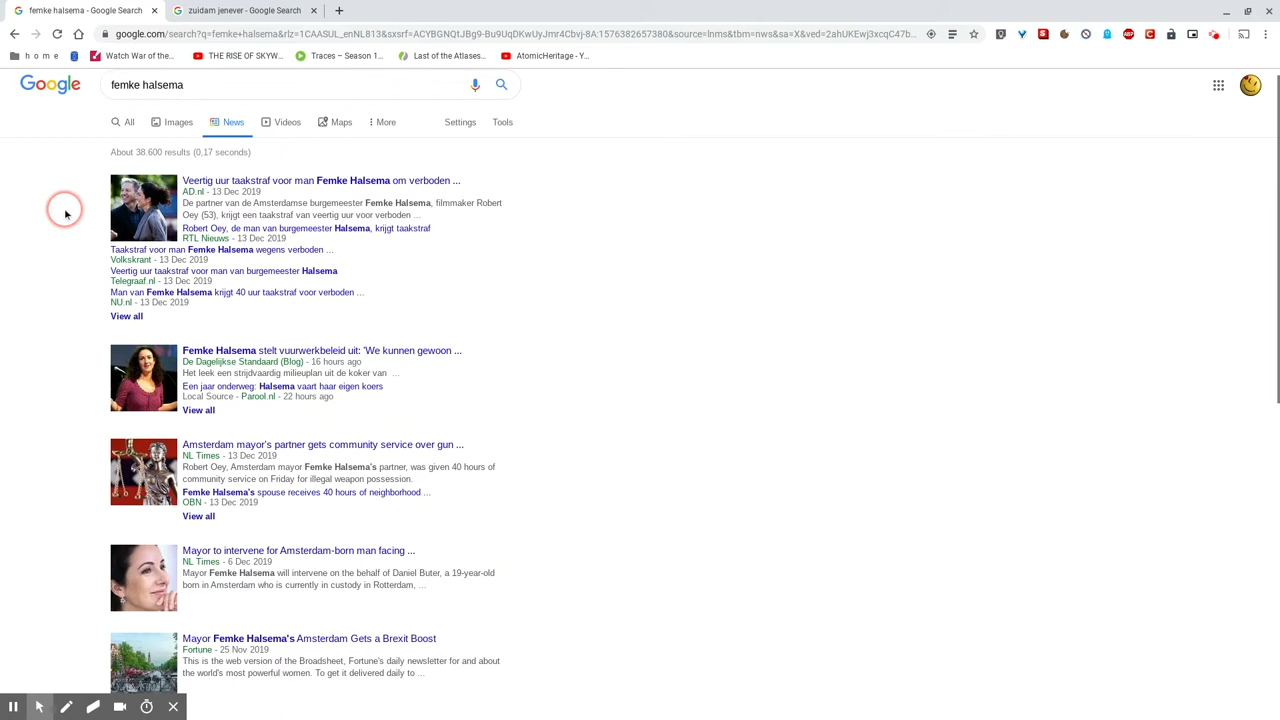 femke halsema - Google Search
zuidam jenever - Google Search
google.com/search?q=femke+halsema&rlz=1CAASUL_enNL813&sxsrf=ACYBGNQtJBg9-Bu9UqDKwUyJmr4Cbvj-8A:1576382657380&source=lnms&tbm=nws&sa=X&ved=2ahUKEwj3xcqC47b...
h o m e
Watch War of the...
THE RISE OF SKYW...
Traces – Season 1...
Last of the Atlases...
AtomicHeritage - Y...
Google
femke halsema
All Images News Videos Maps More Settings Tools
About 38.600 results (0,17 seconds)
Veertig uur taakstraf voor man Femke Halsema om verboden ...
AD.nl - 13 Dec 2019
De partner van de Amsterdamse burgemeester Femke Halsema, filmmaker Robert
Oey (53), krijgt een taakstraf van veertig uur voor verboden ...
Robert Oey, de man van burgemeester Halsema, krijgt taakstraf
RTL Nieuws - 13 Dec 2019
Taakstraf voor man Femke Halsema wegens verboden ...
Volkskrant - 13 Dec 2019
Veertig uur taakstraf voor man van burgemeester Halsema
Telegraaf.nl - 13 Dec 2019
Man van Femke Halsema krijgt 40 uur taakstraf voor verboden ...
NU.nl - 13 Dec 2019
View all
Femke Halsema stelt vuurwerkbeleid uit: 'We kunnen gewoon ...
De Dagelijkse Standaard (Blog) - 16 hours ago
Het leek een strijdvaardig milieuplan uit de koker van ...
Een jaar onderweg: Halsema vaart haar eigen koers
Local Source - Parool.nl - 22 hours ago
View all
Amsterdam mayor's partner gets community service over gun ...
NL Times - 13 Dec 2019
Robert Oey, Amsterdam mayor Femke Halsema's partner, was given 40 hours of
community service on Friday for illegal weapon possession.
Femke Halsema's spouse receives 40 hours of neighborhood ...
OBN - 13 Dec 2019
View all
Mayor to intervene for Amsterdam-born man facing ...
NL Times - 6 Dec 2019
Mayor Femke Halsema will intervene on the behalf of Daniel Buter, a 19-year-old
born in Amsterdam who is currently in custody in Rotterdam, ...
Mayor Femke Halsema's Amsterdam Gets a Brexit Boost
Fortune - 25 Nov 2019
This is the web version of the Broadsheet, Fortune's daily newsletter for and about
the world's most powerful women. To get it delivered daily to ...